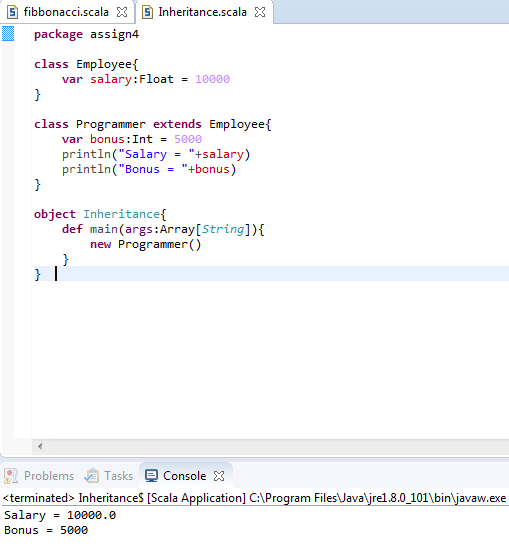 fibbonacci.scala Inheritance.scala
package assign4
class Employee{
    var salary:Float = 10000
}
class Programmer extends Employee{
    var bonus:Int = 5000
    println("Salary = "+salary)
    println("Bonus = "+bonus)
}
object Inheritance{
    def main(args:Array[String]){
        new Programmer()
    }
}
Problems Tasks Console
<terminated> Inheritance$ [Scala Application] C:\Program Files\Java\jre1.8.0_101\bin\javaw.exe
Salary = 10000.0
Bonus = 5000